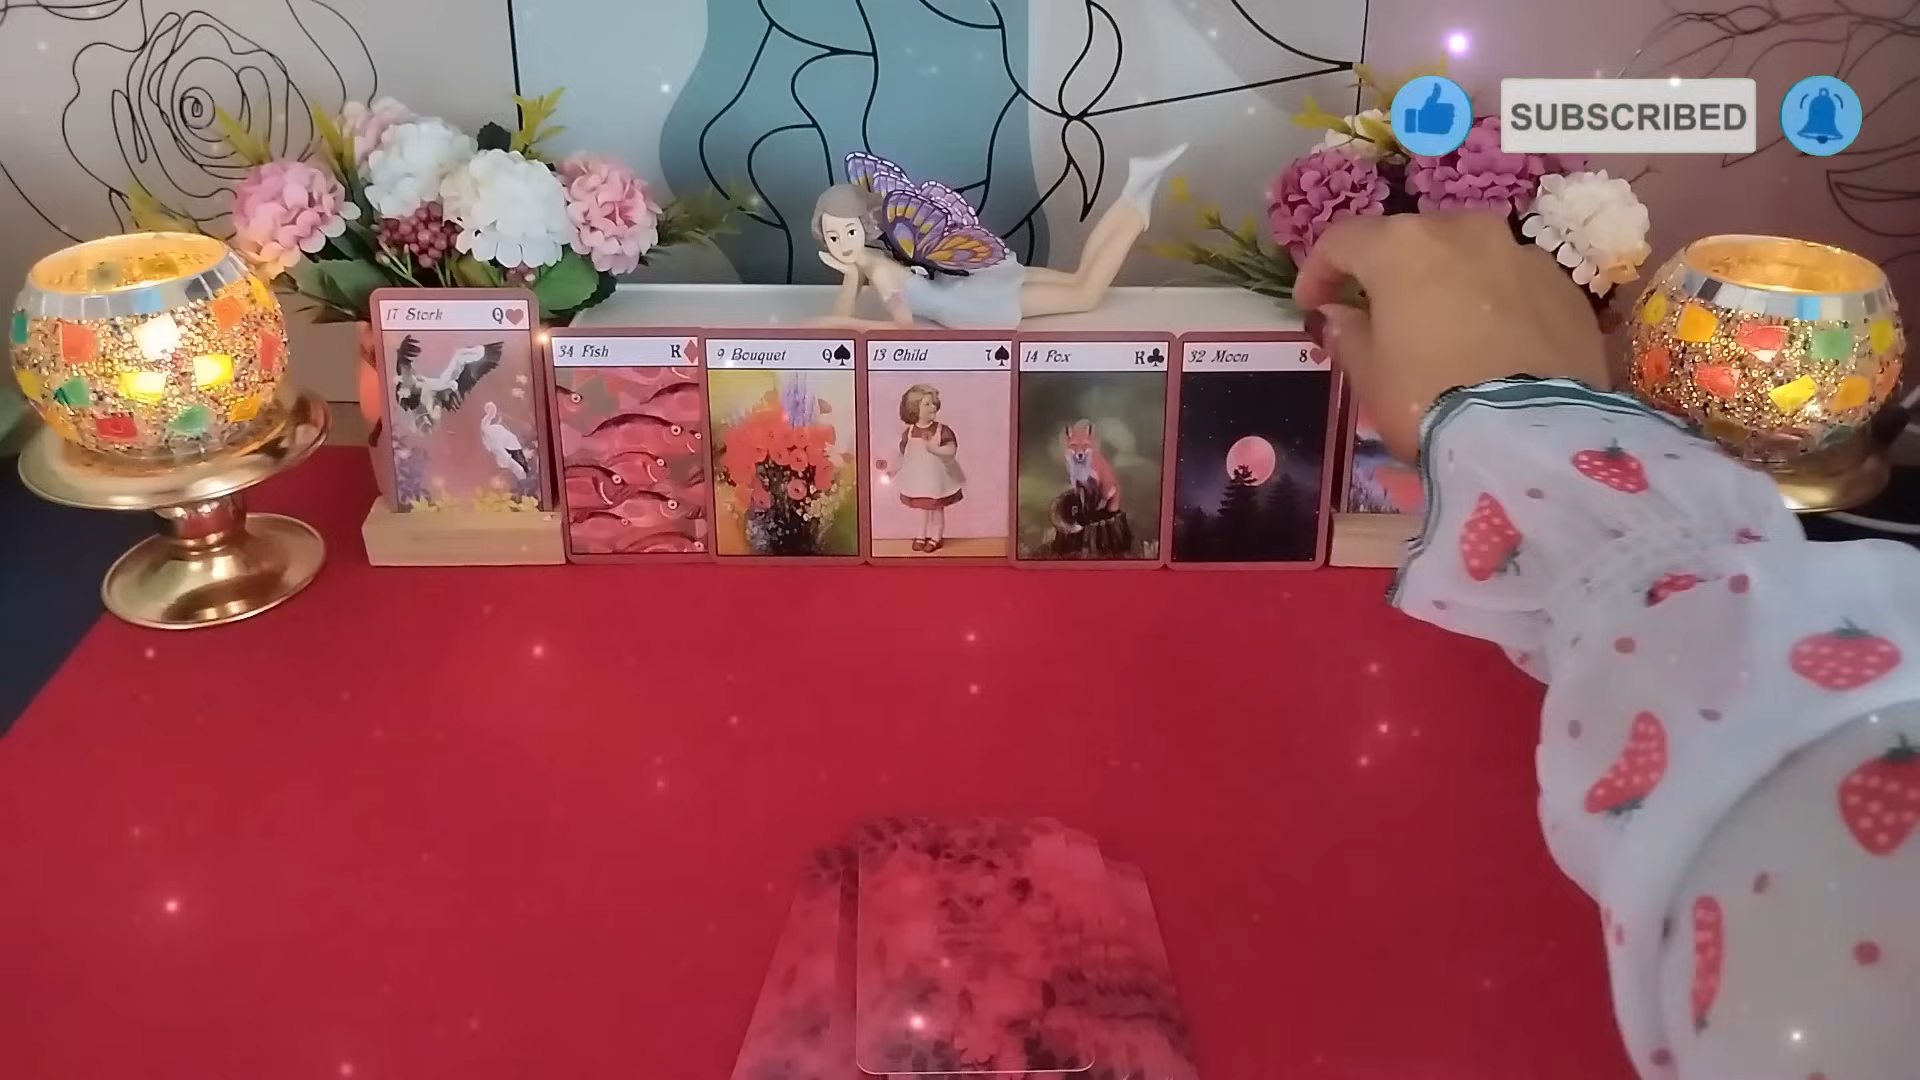 SUBSCRIBED
17 Stork Q
34 Fish K
9 Bouquet Q
13 Child 7
14 Fox K
32 Moon 8